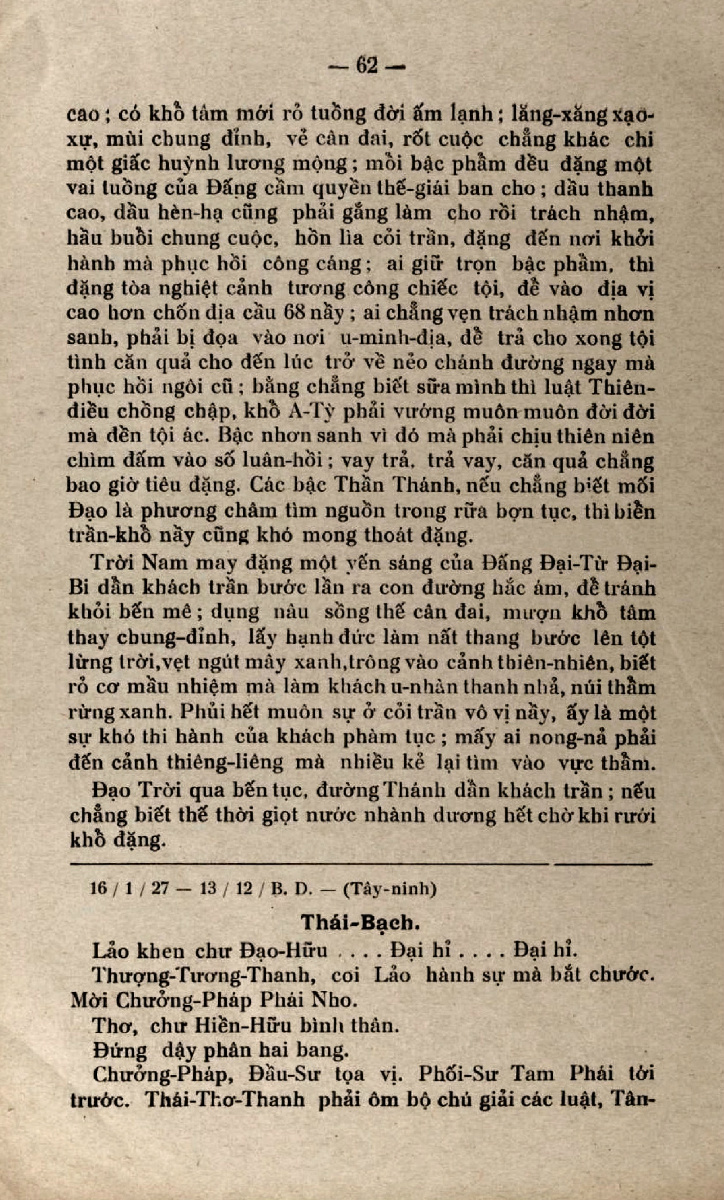 — 62 —
cao ; có khổ tâm mới rỏ tuồng đời ấm lạnh ; lăng-xăng xạo-
xự, mùi chung đỉnh, vẻ cân đai, rốt cuộc chẳng khác chi
một giấc huỳnh lương mộng ; mỗi bậc phẩm đều đặng một
vai tuồng của Đấng cầm quyền thế-giái ban cho ; dầu thanh
cao, dầu hèn-hạ cũng phải gắng làm cho rồi trách nhậm,
hầu buổi chung cuộc, hồn lìa cỏi trần, đặng đến nơi khởi
hành mà phục hồi công cáng ; ai giữ trọn bậc phẩm, thì
đặng tòa nghiệt cảnh tương công chiếc tội, để vào địa vị
cao hơn chốn địa cầu 68 nầy ; ai chẳng vẹn trách nhậm nhơn
sanh, phải bị đọa vào nơi u-minh-địa, để trả cho xong tội
tình căn quả cho đến lúc trở về nẻo chánh đường ngay mà
phục hồi ngôi cũ ; bằng chẳng biết sữa mình thì luật Thiên-
điều chồng chập, khổ A-Tỳ phải vướng muôn muôn đời đời
mà đền tội ác. Bậc nhơn sanh vì đó mà phải chịu thiên niên
chìm đắm vào số luân-hồi ; vay trả, trả vay, căn quả chẳng
bao giờ tiêu đặng. Các bậc Thần Thánh, nếu chẳng biết mối
Đạo là phương châm tìm nguồn trong rữa bợn tục, thì biển
trần-khổ nầy cũng khó mong thoát đặng.
Trời Nam may đặng một yến sáng của Đấng Đại-Từ Đại-
Bi dẩn khách trần bước lần ra con đường hắc ám, để tránh
khỏi bến mê ; dụng nâu sồng thế cân đai, mượn khổ tâm
thay chung-đỉnh, lấy hạnh đức làm nất thang bước lên tột
lừng trời,vẹt ngút mây xanh,trông vào cảnh thiên-nhiên, biết
rỏ cơ mầu nhiệm mà làm khách u-nhàn thanh nhả, núi thẩm
rừng xanh. Phủi hết muôn sự ở cỏi trần vô vị nầy, ấy là một
sự khó thi hành của khách phàm tục ; mấy ai nong-nả phải
đến cảnh thiêng-liêng mà nhiều kẻ lại tìm vào vực thẩm.
Đạo Trời qua bến tục, đường Thánh dẩn khách trần ; nếu
chẳng biết thế thời giọt nước nhành dương hết chờ khi rưới
khổ đặng.
16 / 1 / 27 — 13 / 12 / B. D. — (Tây-ninh)
Thái-Bạch.
Lảo khen chư Đạo-Hữu . . . . Đại hỉ . . . . Đại hỉ.
Thượng-Tương-Thanh, coi Lảo hành sự mà bắt chước.
Mời Chưởng-Pháp Phái Nho.
Thơ, chư Hiền-Hữu bình thân.
Đứng dậy phân hai bang.
Chưởng-Pháp, Đầu-Sư tọa vị. Phối-Sư Tam Phái tới
trước. Thái-Thơ-Thanh phải ôm bộ chú giải các luật, Tân-